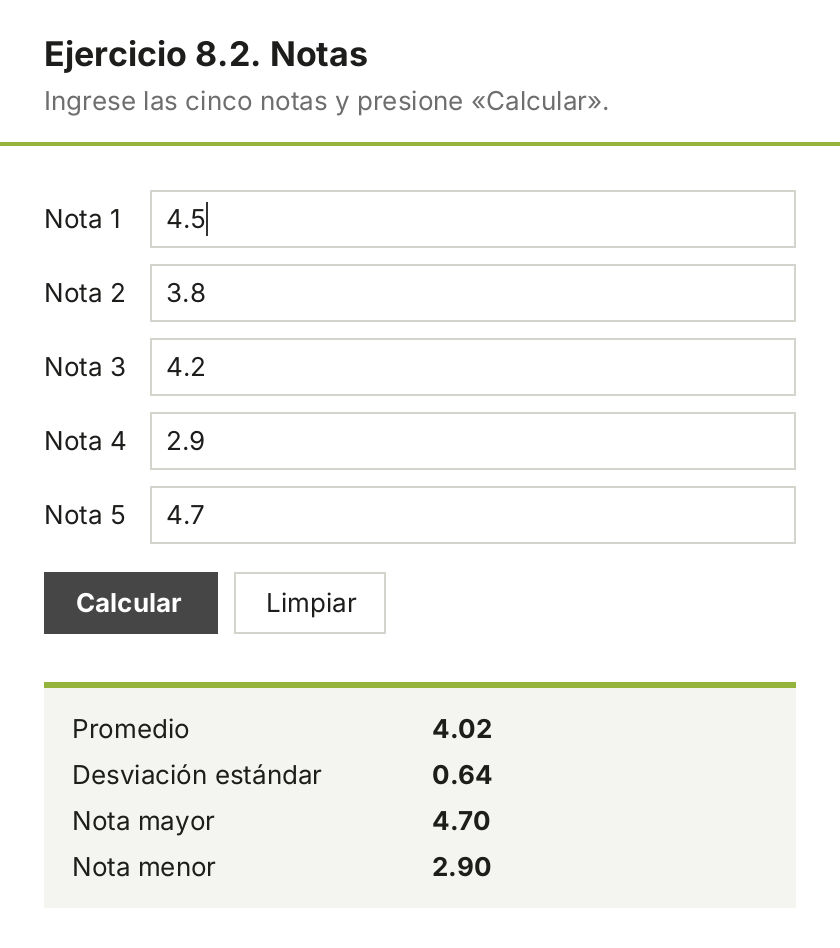 Ejercicio 8.2. Notas
Ingrese las cinco notas y presione «Calcular».
Nota 1 4.5
Nota 2 3.8
Nota 3 4.2
Nota 4 2.9
Nota 5 4.7
Calcular Limpiar
Promedio 4.02
Desviación estándar 0.64
Nota mayor 4.70
Nota menor 2.90